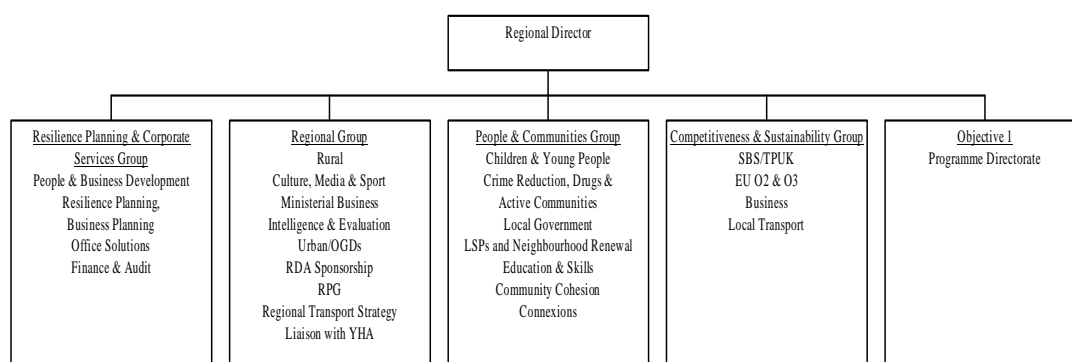 Regional Director
Resilience Planning & Corporate
Services Group
People & Business Development
Resilience Planning,
Business Planning
Office Solutions
Finance & Audit
Regional Group
Rural
Culture, Media & Sport
Ministerial Business
Intelligence & Evaluation
Urban/OGDs
RDA Sponsorship
RPG
Regional Transport Strategy
Liaison with YHA
People & Communities Group
Children & Young People
Crime Reduction, Drugs &
Active Communities
Local Government
LSPs and Neighbourhood Renewal
Education & Skills
Community Cohesion
Connexions
Competitiveness & Sustainability Group
SBS/TPUK
EU O2 & O3
Business
Local Transport
Objective 1
Programme Directorate